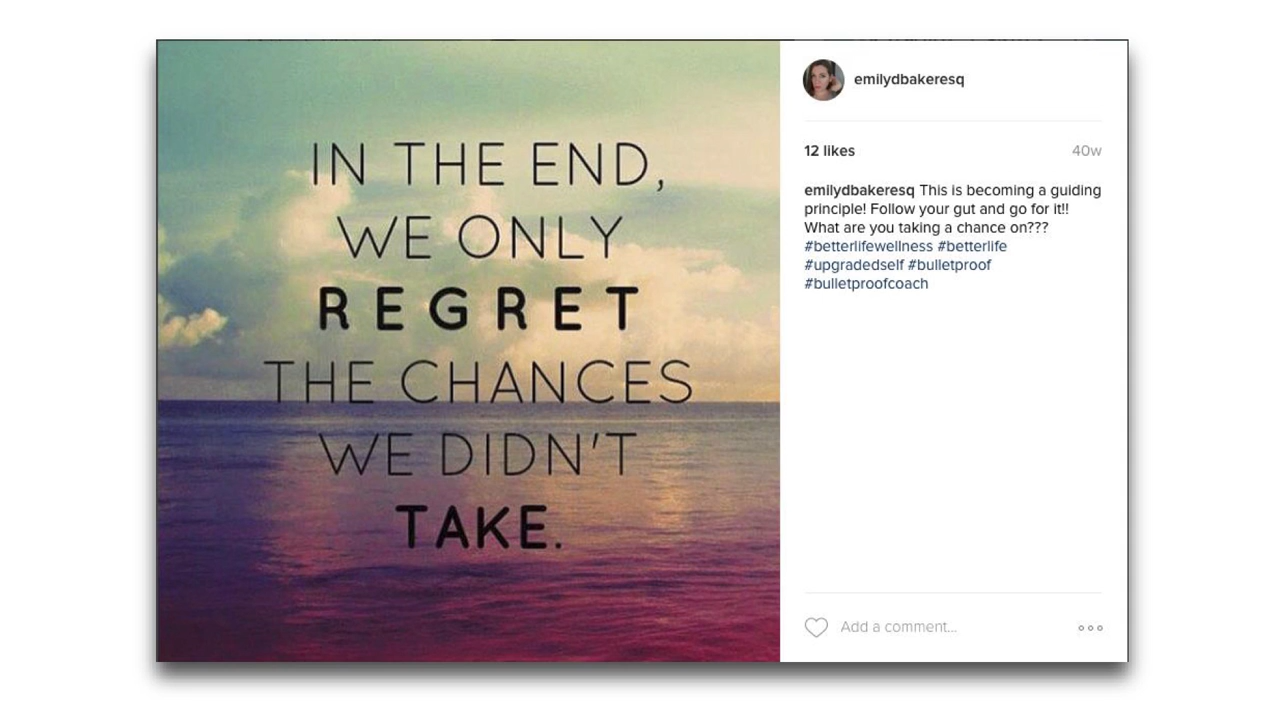 IN THE END,
WE ONLY
REGRET
THE CHANCES
WE DIDN'T
TAKE.
emilydbakeresq
12 likes 40w
emilydbakeresq This is becoming a guiding
principle! Follow your gut and go for it!!
What are you taking a chance on???
#betterlifewellness #betterlife
#upgradedself #bulletproof
#bulletproofcoach
Add a comment...